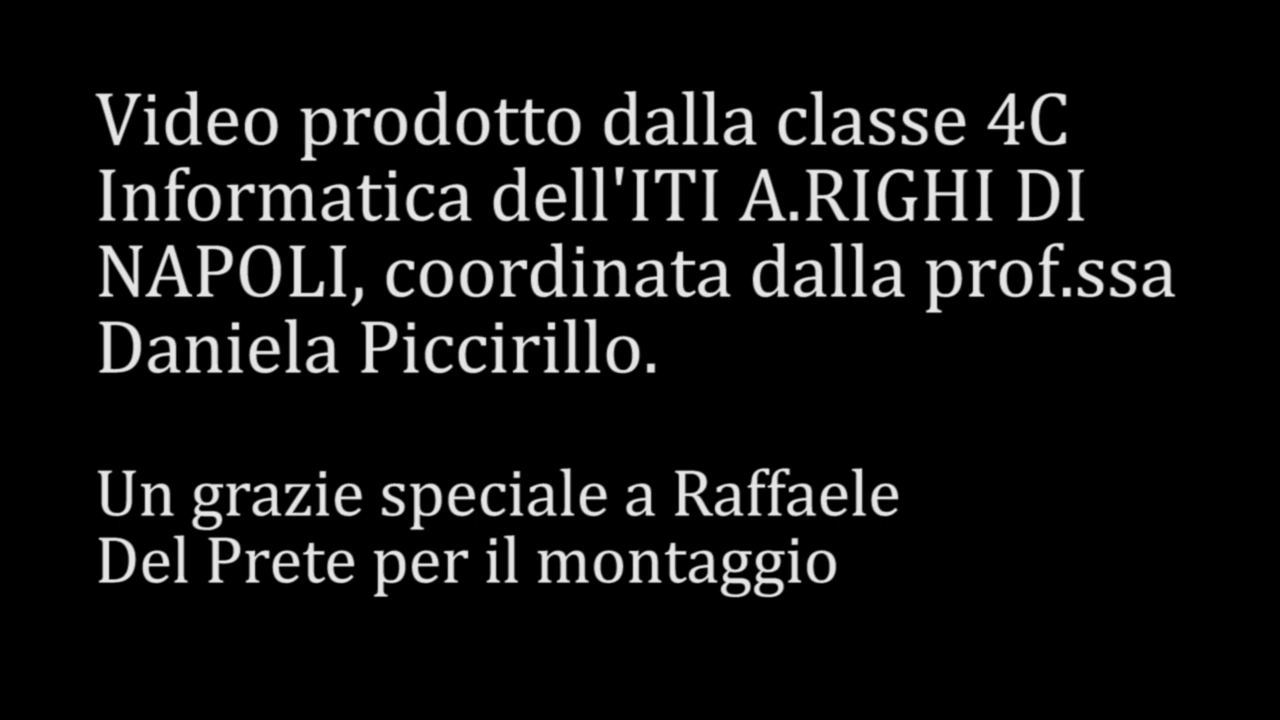 Video prodotto dalla classe 4C
Informatica dell'ITI A.RIGHI DI
NAPOLI, coordinata dalla prof.ssa
Daniela Piccirillo.
Un grazie speciale a Raffaele
Del Prete per il montaggio